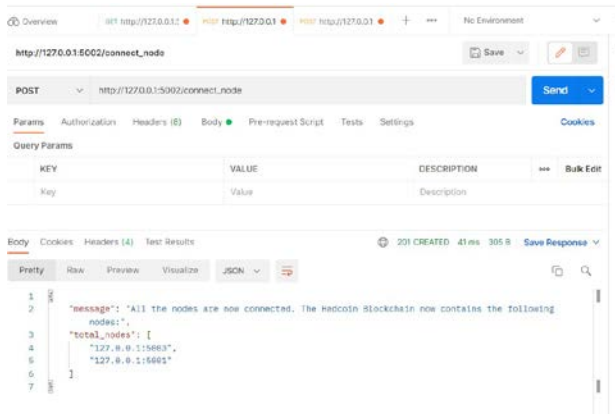 Overview GET http://127.0.0.1:5 POST http://127.0.0.1 POST http://127.0.0.1 + ooo No Environment
http://127.0.0.1:5002/connect_node Save
POST http://127.0.0.1:5002/connect_node Send
Params Authorization Headers (8) Body Pre-request Script Tests Settings Cookies
Query Params
KEY VALUE DESCRIPTION ooo Bulk Edit
Key Value Description
Body Cookies Headers (4) Test Results 201 CREATED 41 ms 305 B Save Response
Pretty Raw Preview Visualize JSON
1 {
2 "message": "All the nodes are now connected. The Hadcoin Blockchain now contains the following
nodes:",
3 "total_nodes": [
4 "127.0.0.1:5003",
5 "127.0.0.1:5001"
6 ]
7 }